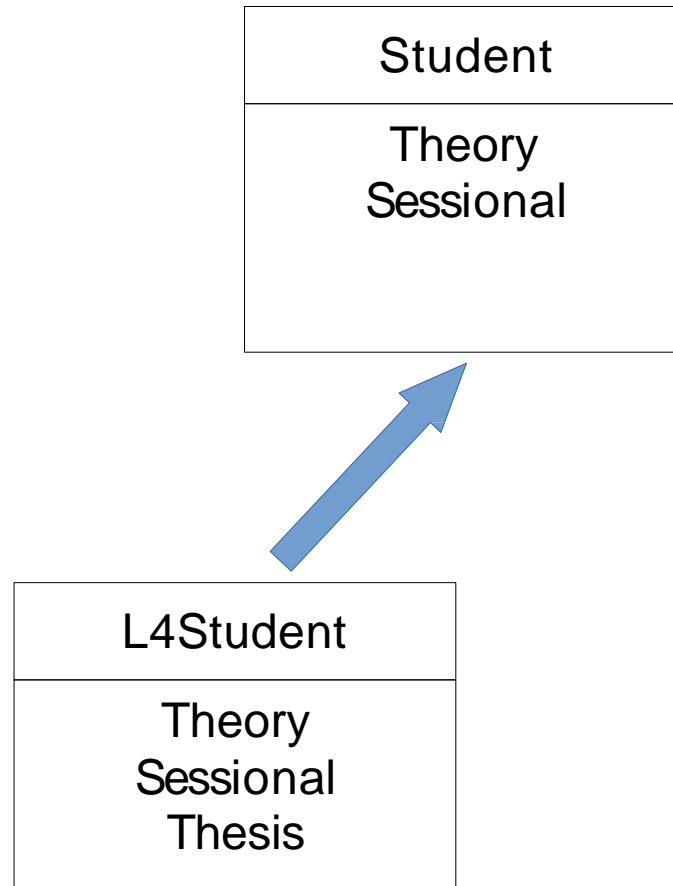 Student
Theory
Sessional
L4Student
Theory
Sessional
Thesis